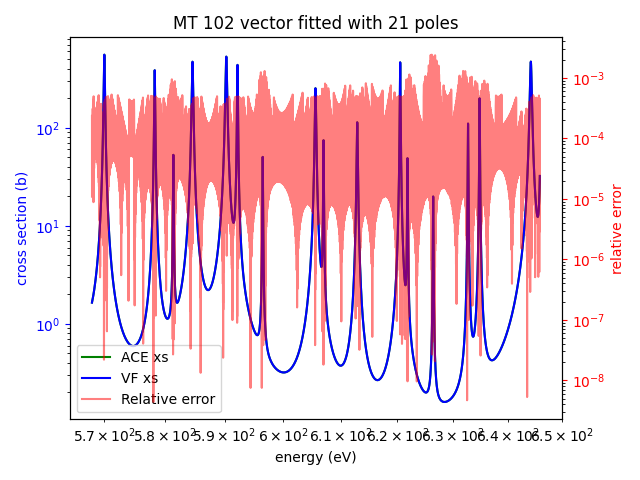 MT 102 vector fitted with 21 poles
10²
10¹
10⁰
cross section (b)
10⁻³
10⁻⁴
10⁻⁵
10⁻⁶
10⁻⁷
10⁻⁸
relative error
ACE xs
VF xs
Relative error
5.7 × 10² 5.8 × 10² 5.9 × 10² 6 × 10² 6.1 × 10² 6.2 × 10² 6.3 × 10² 6.4 × 10² 6.5 × 10²
energy (eV)